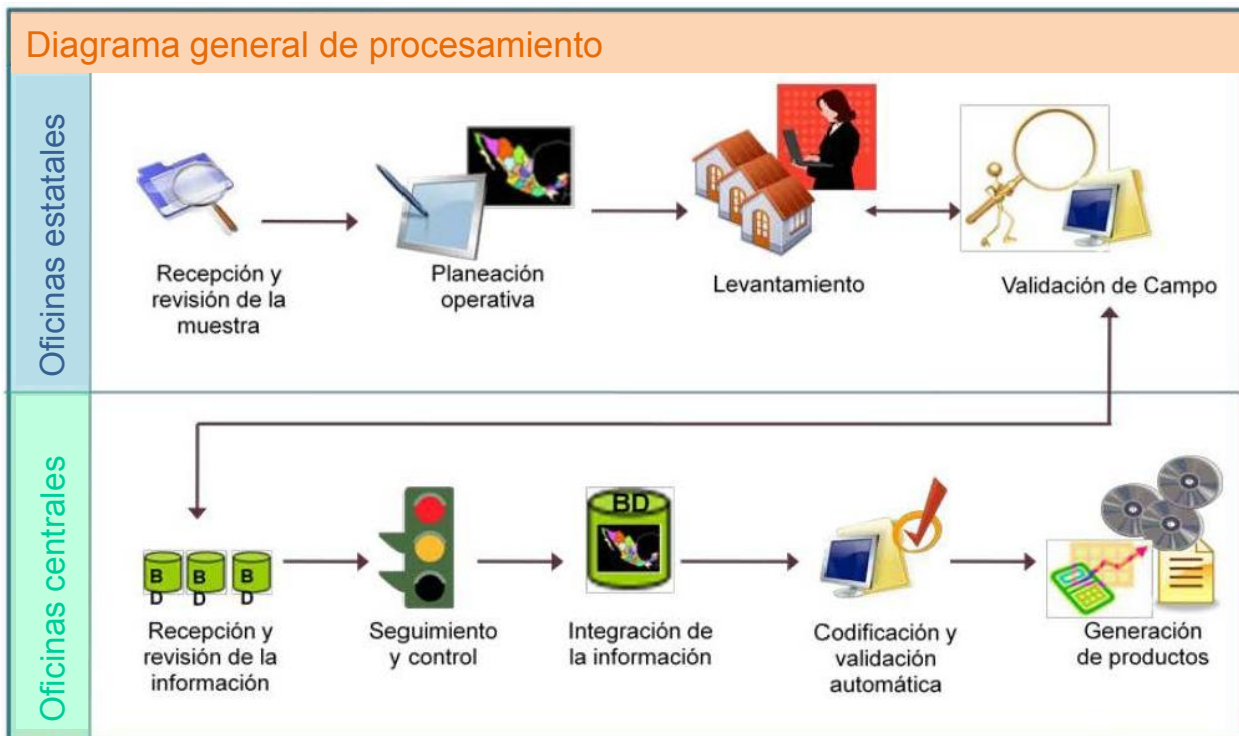 Diagrama general de procesamiento
Oficinas estatales
Recepción y
revisión de la
muestra
Planeación
operativa
Levantamiento
Validación de Campo
Oficinas centrales
B
D
B
D
B
D
Recepción y
revisión de la
información
Seguimiento
y control
BD
Integración de
la información
Codificación y
validación
automática
Generación
de productos